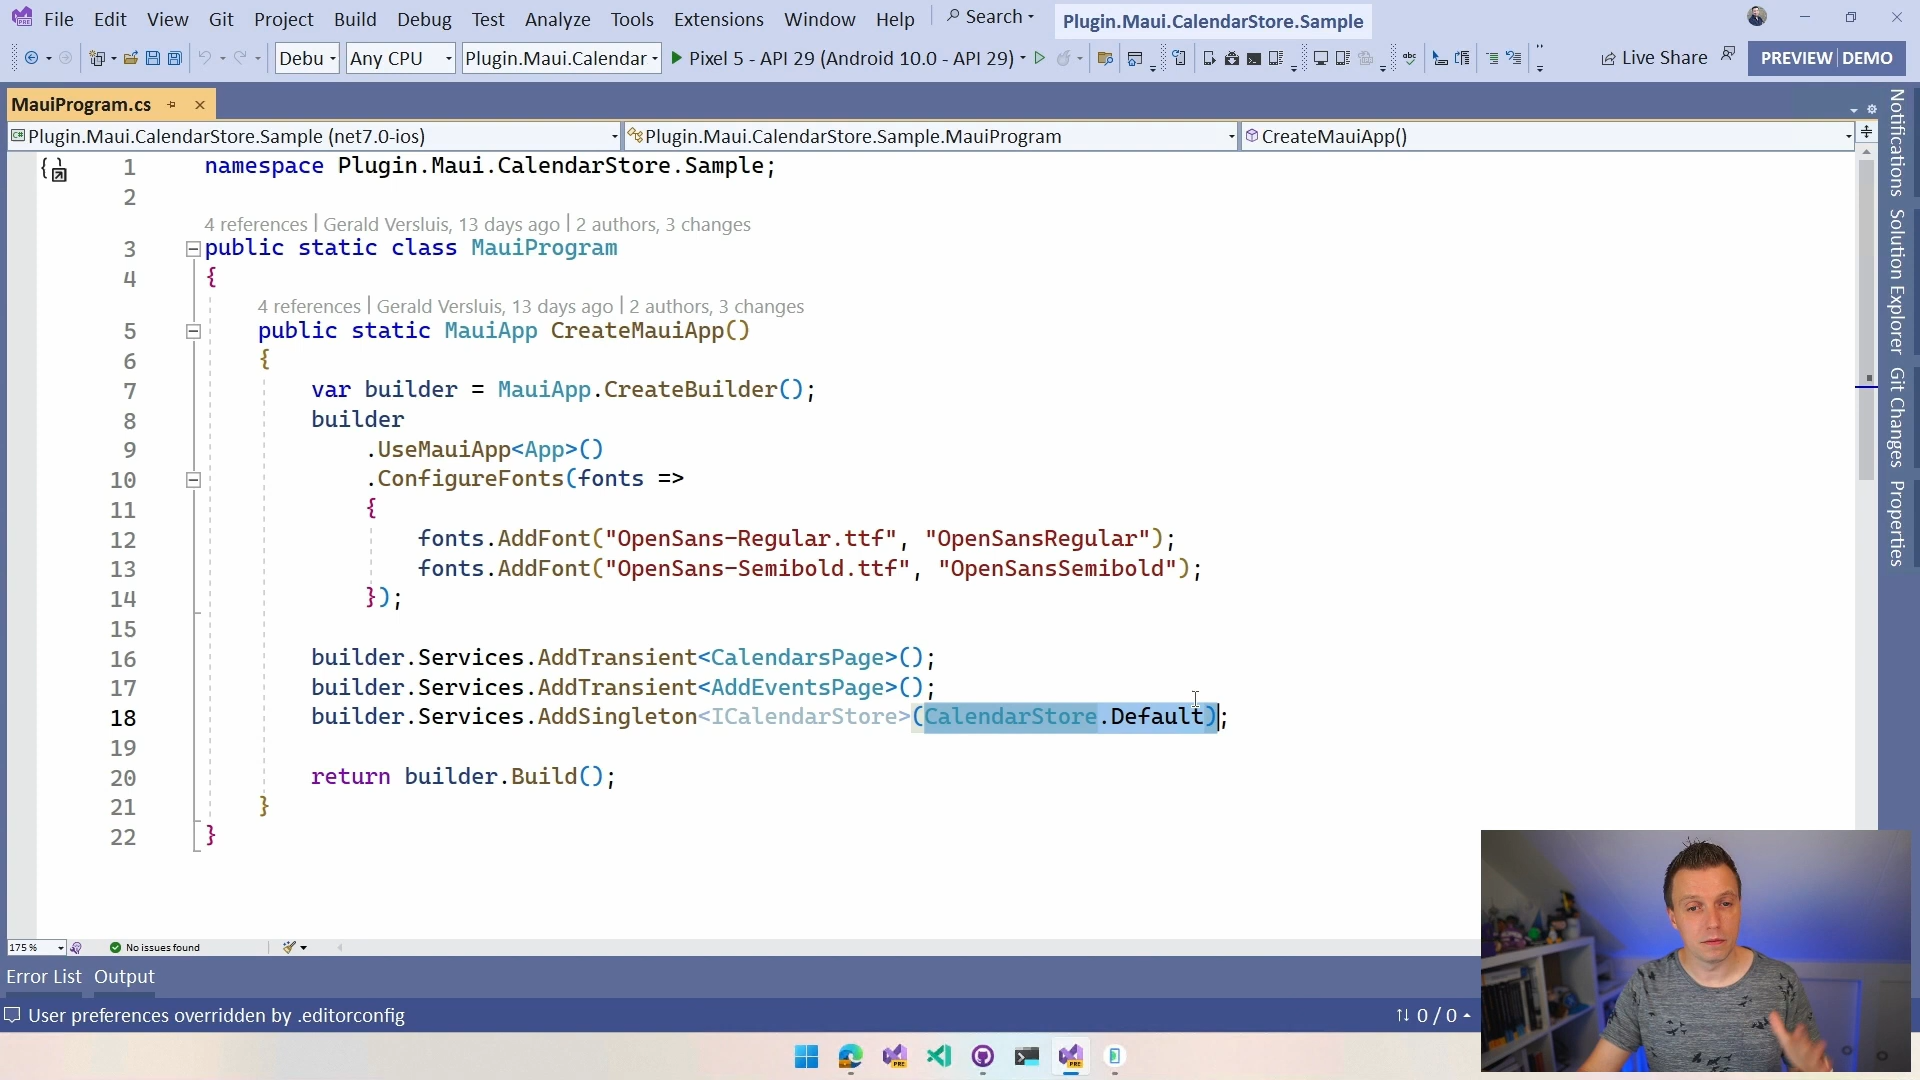 File Edit View Git Project Build Debug Test Analyze Tools Extensions Window Help Search Plugin.Maui.CalendarStore.Sample
Debu Any CPU Plugin.Maui.Calendar Pixel 5 - API 29 (Android 10.0 - API 29) Live Share PREVIEW DEMO
MauiProgram.cs
Plugin.Maui.CalendarStore.Sample (net7.0-ios) Plugin.Maui.CalendarStore.Sample.MauiProgram CreateMauiApp()
1 namespace Plugin.Maui.CalendarStore.Sample;
2
4 references | Gerald Versluis, 13 days ago | 2 authors, 3 changes
3 public static class MauiProgram
4 {
4 references | Gerald Versluis, 13 days ago | 2 authors, 3 changes
5 public static MauiApp CreateMauiApp()
6 {
7 var builder = MauiApp.CreateBuilder();
8 builder
9 .UseMauiApp<App>()
10 .ConfigureFonts(fonts =>
11 {
12 fonts.AddFont("OpenSans-Regular.ttf", "OpenSansRegular");
13 fonts.AddFont("OpenSans-Semibold.ttf", "OpenSansSemibold");
14 });
15
16 builder.Services.AddTransient<CalendarsPage>();
17 builder.Services.AddTransient<AddEventsPage>();
18 builder.Services.AddSingleton<ICalendarStore>(CalendarStore.Default);
19
20 return builder.Build();
21 }
22 }
Notifications
Solution Explorer
Git Changes
Properties
175 % No issues found
Error List Output
User preferences overridden by .editorconfig 0 / 0